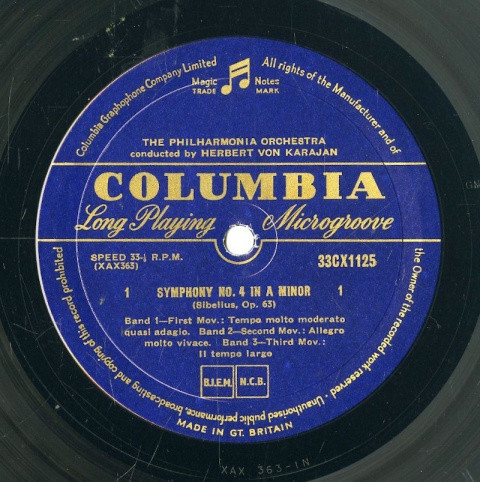 Columbia Graphophone Company Limited
All rights of the Manufacturer and of
the Owner of the recorded work reserved · Unauthorised public performance, broadcasting and copying of this record prohibited
Magic Notes
TRADE MARK
THE PHILHARMONIA ORCHESTRA
conducted by HERBERT VON KARAJAN
COLUMBIA
Long Playing Microgroove
SPEED 33⅓ R.P.M.
(XAX363)
33CX1125
1 SYMPHONY NO. 4 IN A MINOR 1
(Sibelius, Op. 63)
Band 1—First Mov.: Tempo molto moderato
quasi adagio. Band 2—Second Mov.: Allegro
molto vivace. Band 3—Third Mov.:
Il tempo largo
B.I.E.M. N.C.B.
MADE IN GT. BRITAIN
XAX 363-1N